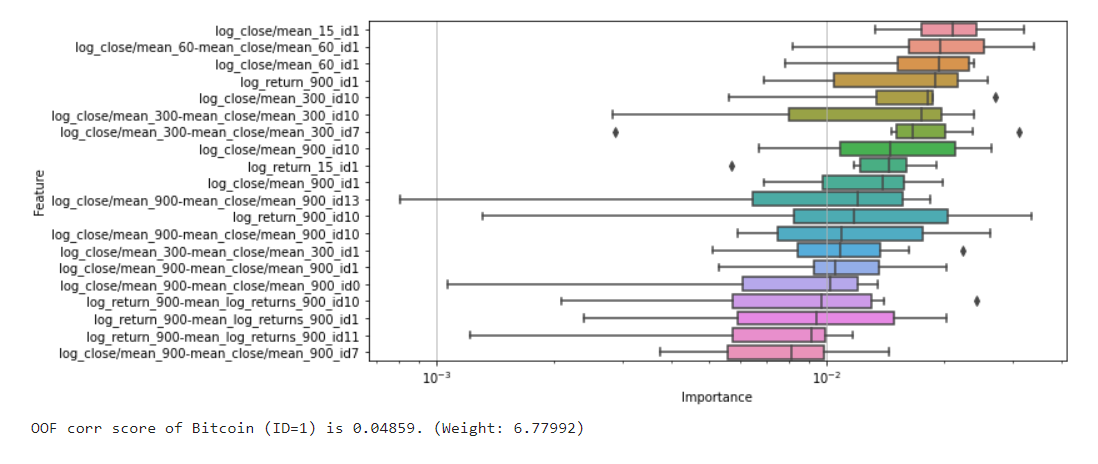 log_close/mean_15_id1
log_close/mean_60-mean_close/mean_60_id1
log_close/mean_60_id1
log_return_900_id1
log_close/mean_300_id10
log_close/mean_300-mean_close/mean_300_id10
log_close/mean_300-mean_close/mean_300_id7
log_close/mean_900_id10
log_return_15_id1
log_close/mean_900_id1
log_close/mean_900-mean_close/mean_900_id13
log_return_900_id10
log_close/mean_900-mean_close/mean_900_id10
log_close/mean_300-mean_close/mean_300_id1
log_close/mean_900-mean_close/mean_900_id1
log_close/mean_900-mean_close/mean_900_id0
log_return_900-mean_log_returns_900_id10
log_return_900-mean_log_returns_900_id1
log_return_900-mean_log_returns_900_id11
log_close/mean_900-mean_close/mean_900_id7
Feature
10⁻³ 10⁻²
Importance
OOF corr score of Bitcoin (ID=1) is 0.04859. (Weight: 6.77992)